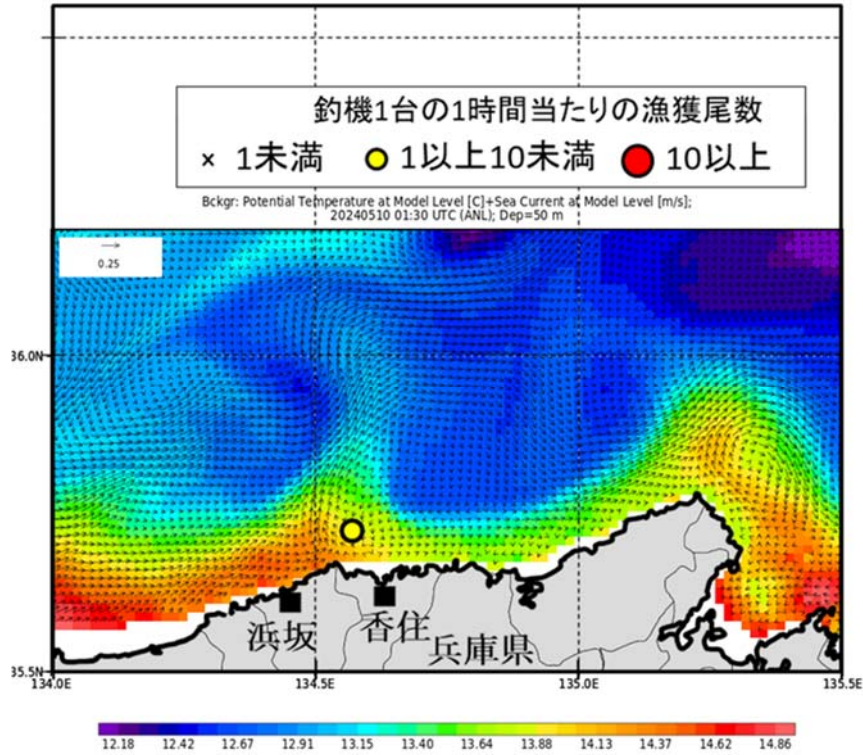 釣機1台の1時間当たりの漁獲尾数
× 1未満 1以上10未満 10以上
Bckgr: Potential Temperature at Model Level [C]+Sea Current at Model Level [m/s];
20240510 01:30 UTC (ANL); Dep=50 m
0.25
36.0N
浜坂 香住 兵庫県
35.5N
134.0E 134.5E 135.0E 135.5E
12.18 12.42 12.67 12.91 13.15 13.40 13.64 13.88 14.13 14.37 14.62 14.86